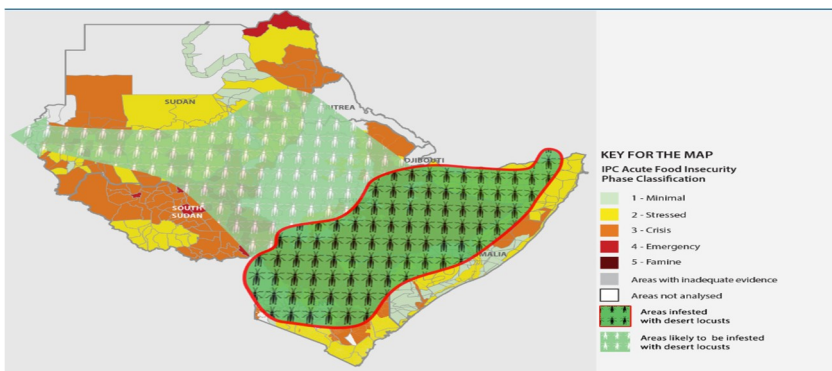 SUDAN
ITREA
DJIBOUTI
SOUTH
SUDAN
MALIA
KEY FOR THE MAP
IPC Acute Food Insecurity
Phase Classification
1 - Minimal
2 - Stressed
3 - Crisis
4 - Emergency
5 - Famine
Areas with inadequate evidence
Areas not analysed
Areas infested
with desert locusts
Areas likely to be infested
with desert locusts